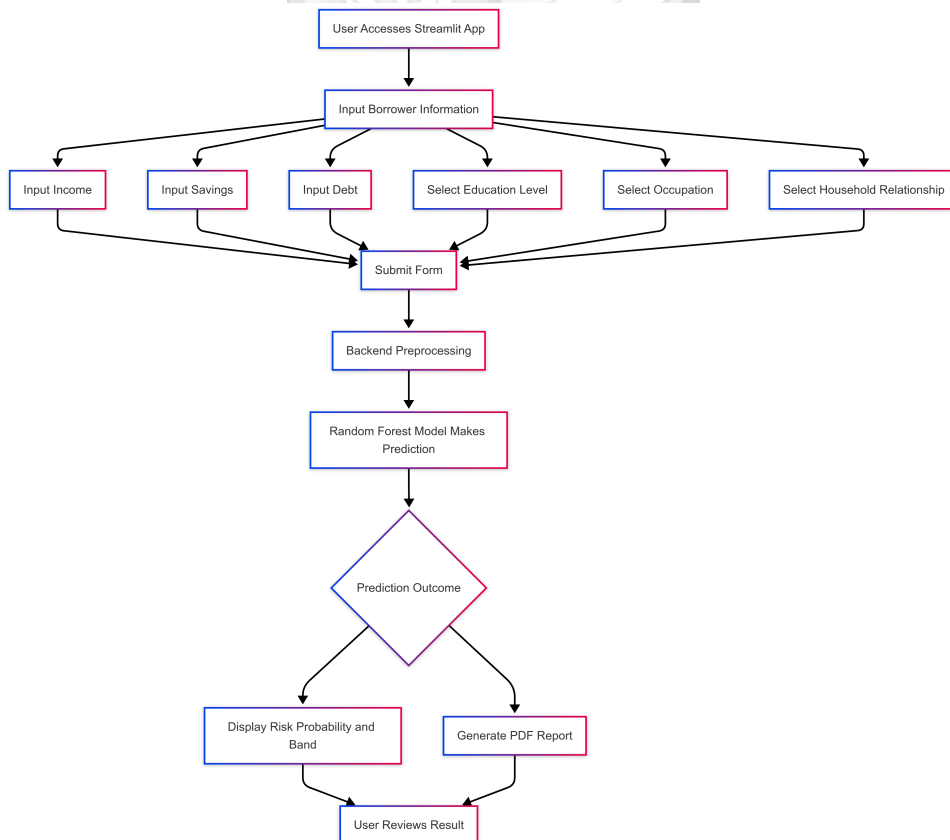 User Accesses Streamlit App
Input Borrower Information
Input Income
Input Savings
Input Debt
Select Education Level
Select Occupation
Select Household Relationship
Submit Form
Backend Preprocessing
Random Forest Model Makes
Prediction
Prediction Outcome
Display Risk Probability and
Band
Generate PDF Report
User Reviews Result